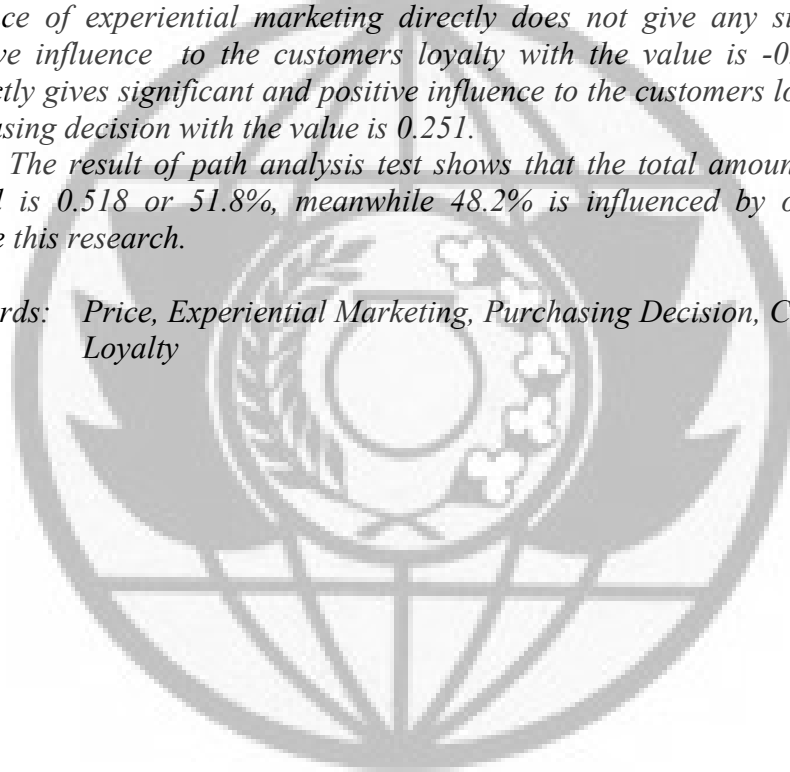 ce of experiential marketing directly does not give any
ve influence to the customers loyalty with the value is -0
tly gives significant and positive influence to the customers
sing decision with the value is 0.251.
The result of path analysis test shows that the total
is 0.518 or 51.8%, meanwhile 48.2% is influenced by
this research.
rds: Price, Experiential Marketing, Purchasing Decision, C
Loyalty